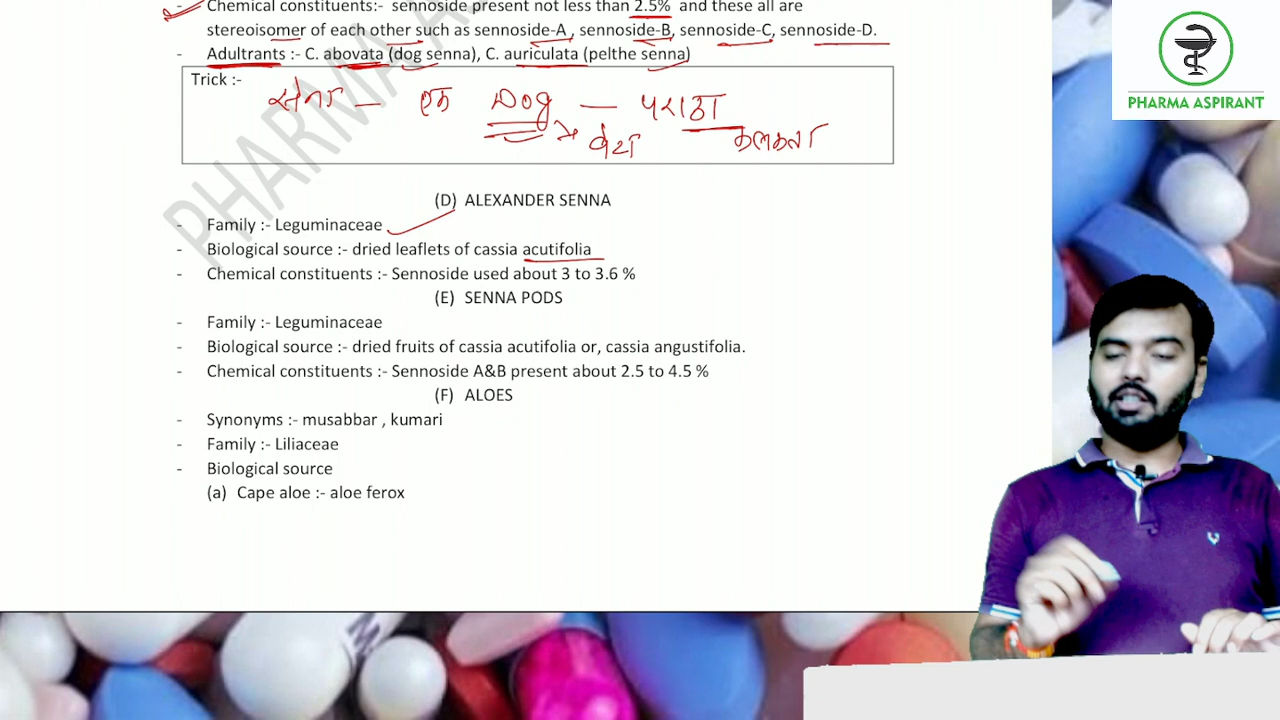 - Chemical constituents:- sennoside present not less than 2.5% and these all are
stereoisomer of each other such as sennoside-A , sennoside-B, sennoside-C, sennoside-D.
- Adultrants :- C. abovata (dog senna), C. auriculata (pelthe senna)
Trick :-
एक Dog — पराठा
कलकत्ता
(D) ALEXANDER SENNA
- Family :- Leguminaceae
- Biological source :- dried leaflets of cassia acutifolia
- Chemical constituents :- Sennoside used about 3 to 3.6 %
(E) SENNA PODS
- Family :- Leguminaceae
- Biological source :- dried fruits of cassia acutifolia or, cassia angustifolia.
- Chemical constituents :- Sennoside A&B present about 2.5 to 4.5 %
(F) ALOES
- Synonyms :- musabbar , kumari
- Family :- Liliaceae
- Biological source
(a) Cape aloe :- aloe ferox
PHARMA A
PHARMA ASPIRANT